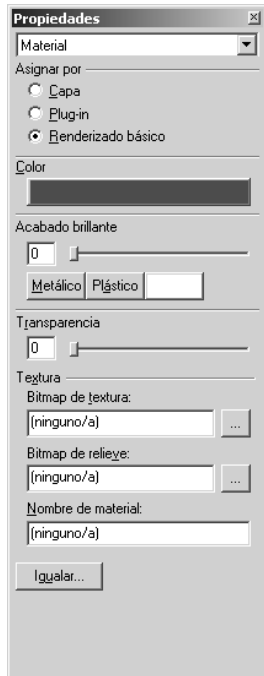 Propiedades
Material
Asignar por
Capa
Plug-in
Renderizado básico
Color
Acabado brillante
0
Metálico Plástico
Transparencia
0
Textura
Bitmap de textura:
(ninguno/a) ...
Bitmap de relieve:
(ninguno/a) ...
Nombre de material:
(ninguno/a)
Igualar...